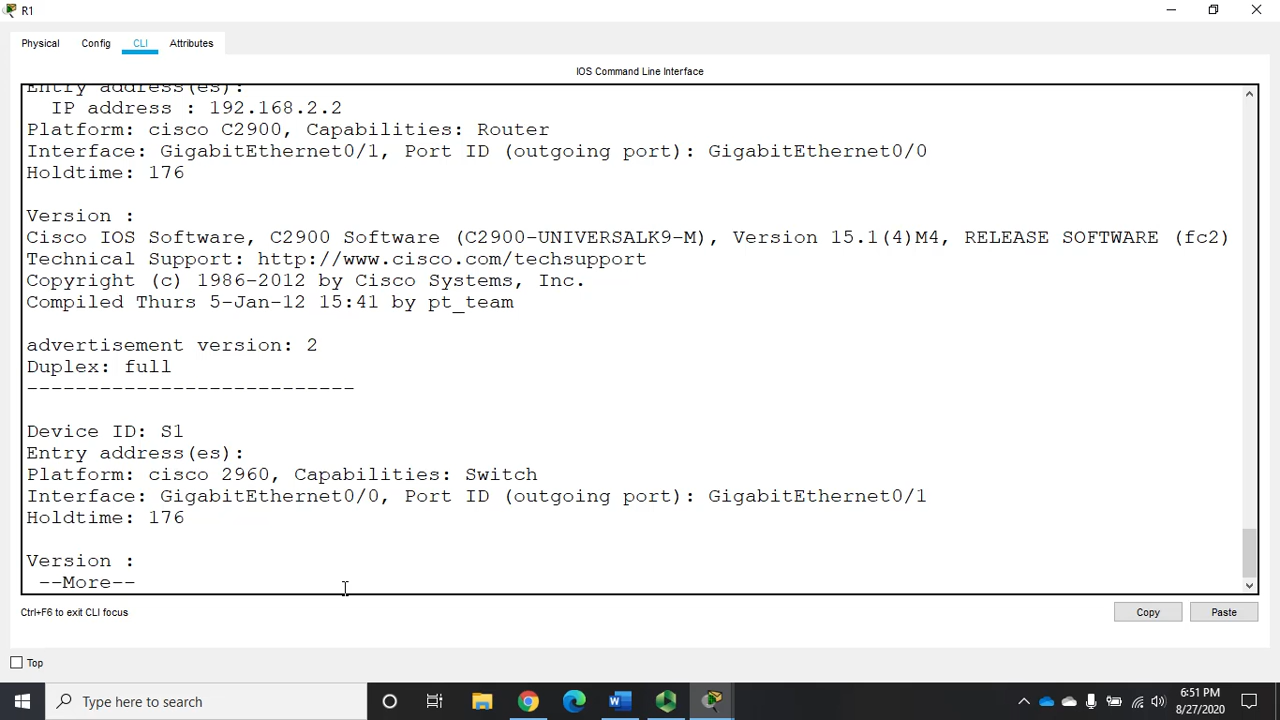 R1
Physical Config CLI Attributes
IOS Command Line Interface
Entry address(es):
IP address : 192.168.2.2
Platform: cisco C2900, Capabilities: Router
Interface: GigabitEthernet0/1, Port ID (outgoing port): GigabitEthernet0/0
Holdtime: 176
Version :
Cisco IOS Software, C2900 Software (C2900-UNIVERSALK9-M), Version 15.1(4)M4, RELEASE SOFTWARE (fc2)
Technical Support: http://www.cisco.com/techsupport
Copyright (c) 1986-2012 by Cisco Systems, Inc.
Compiled Thurs 5-Jan-12 15:41 by pt_team
advertisement version: 2
Duplex: full
---------------------------
Device ID: S1
Entry address(es):
Platform: cisco 2960, Capabilities: Switch
Interface: GigabitEthernet0/0, Port ID (outgoing port): GigabitEthernet0/1
Holdtime: 176
Version :
--More--
Ctrl+F6 to exit CLI focus
Copy Paste
Top
Type here to search
6:51 PM
8/27/2020